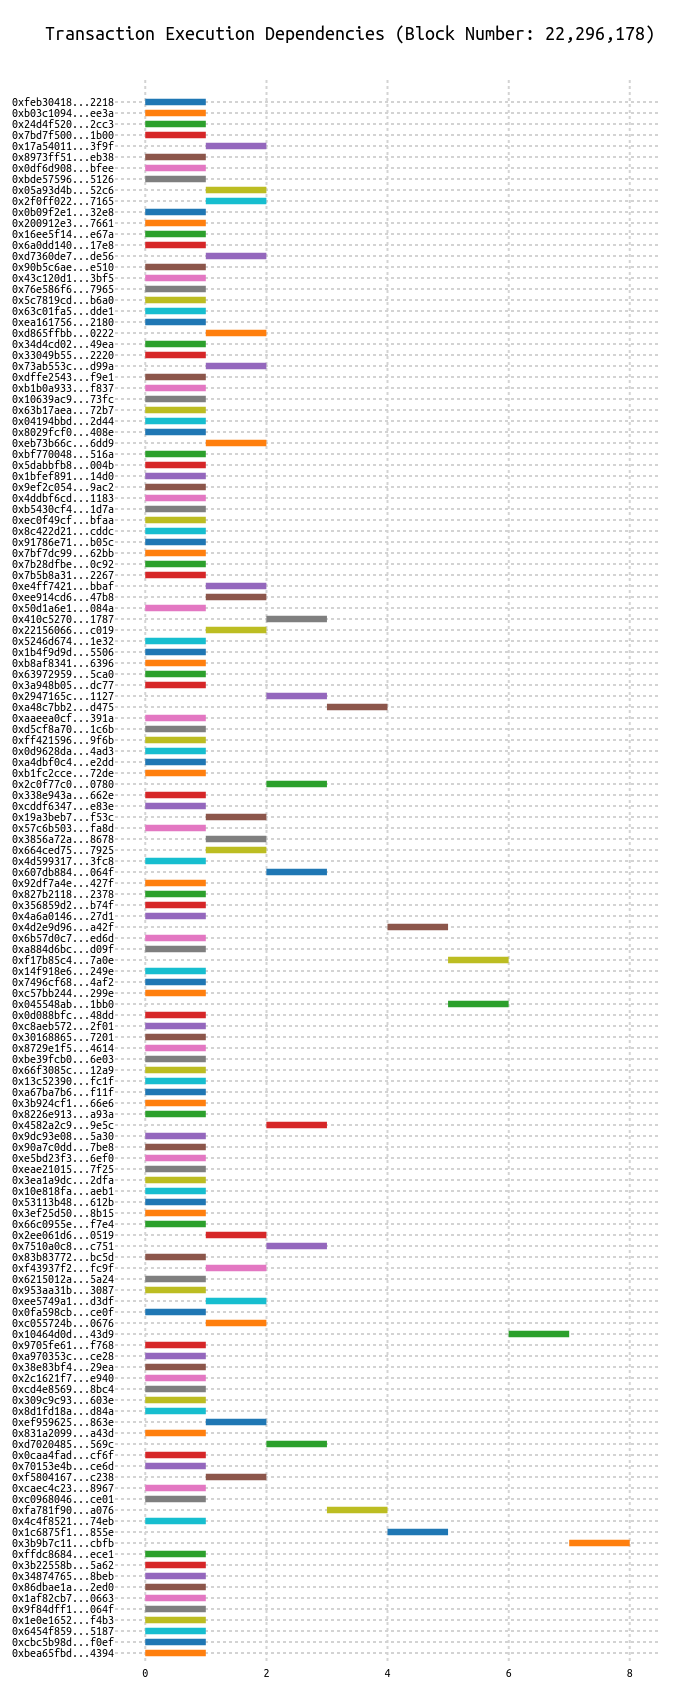 Transaction Execution Dependencies (Block Number: 22,296,178)
0xfeb30418...2218
0xb03c1094...ee3a
0x24d4f520...2cc3
0x7bd7f500...1b00
0x17a54011...3f9f
0x8973ff51...eb38
0x0df6d908...bfee
0xbde57596...5126
0x05a93d4b...52c6
0x2f0ff022...7165
0x0b09f2e1...32e8
0x200912e3...7661
0x16ee5f14...e67a
0x6a0dd140...17e8
0xd7360de7...de56
0x90b5c6ae...e510
0x43c120d1...3bf5
0x76e586f6...7965
0x5c7819cd...b6a0
0x63c01fa5...dde1
0xea161756...2180
0xd865ffbb...0222
0x34d4cd02...49ea
0x33049b55...2220
0x73ab553c...d99a
0xdffe2543...f9e1
0xb1b0a933...f837
0x10639ac9...73fc
0x63b17aea...72b7
0x04194bbd...2d44
0x8029fcf0...408e
0xeb73b66c...6dd9
0xbf770048...516a
0x5dabbfb8...004b
0x1bfef891...14d0
0x9ef2c054...9ac2
0x4ddbf6cd...1183
0xb5430cf4...1d7a
0xec0f49cf...bfaa
0x8c422d21...cddc
0x91786e71...b05c
0x7bf7dc99...62bb
0x7b28dfbe...0c92
0x7b5b8a31...2267
0xe4ff7421...bbaf
0xee914cd6...47b8
0x50d1a6e1...084a
0x410c5270...1787
0x22156066...c019
0x5246d674...1e32
0x1b4f9d9d...5506
0xb8af8341...6396
0x63972959...5ca0
0x3a948b05...dc77
0x2947165c...1127
0xa48c7bb2...d475
0xaaeea0cf...391a
0xd5cf8a70...1c6b
0xff421596...9f6b
0x0d9628da...4ad3
0xa4dbf0c4...e2dd
0xb1fc2cce...72de
0x2c0f77c0...0780
0x338e943a...662e
0xcddf6347...e83e
0x19a3beb7...f53c
0x57c6b503...fa8d
0x3856a72a...8678
0x664ced75...7925
0x4d599317...3fc8
0x607db884...064f
0x92df7a4e...427f
0x827b2118...2378
0x356859d2...b74f
0x4a6a0146...27d1
0x4d2e9d96...a42f
0x6b57d0c7...ed6d
0xa884d6bc...d09f
0xf17b85c4...7a0e
0x14f918e6...249e
0x7496cf68...4af2
0xc57bb244...299e
0x045548ab...1bb0
0x0d088bfc...48dd
0xc8aeb572...2f01
0x30168865...7201
0x8729e1f5...4614
0xbe39fcb0...6e03
0x66f3085c...12a9
0x13c52390...fc1f
0xa67ba7b6...f11f
0x3b924cf1...66e6
0x8226e913...a93a
0x4582a2c9...9e5c
0x9dc93e08...5a30
0x90a7c0dd...7be8
0xe5bd23f3...6ef0
0xeae21015...7f25
0x3ea1a9dc...2dfa
0x10e818fa...aeb1
0x53113b48...612b
0x3ef25d50...8b15
0x66c0955e...f7e4
0x2ee061d6...0519
0x7510a0c8...c751
0x83b83772...bc5d
0xf43937f2...fc9f
0x6215012a...5a24
0x953aa31b...3087
0xee5749a1...d3df
0x0fa598cb...ce0f
0xc055724b...0676
0x10464d0d...43d9
0x9705fe61...f768
0xa970353c...ce28
0x38e83bf4...29ea
0x2c1621f7...e940
0xcd4e8569...8bc4
0x309c9c93...603e
0x8d1fd18a...d84a
0xef959625...863e
0x831a2099...a43d
0xd7020485...569c
0x0caa4fad...cf6f
0x70153e4b...ce6d
0xf5804167...c238
0xcaec4c23...8967
0xc0968046...ce01
0xfa781f90...a076
0x4c4f8521...74eb
0x1c6875f1...855e
0x3b9b7c11...cbfb
0xffdc8684...ece1
0x3b22558b...5a62
0x34874765...8beb
0x86dbae1a...2ed0
0x1af82cb7...0663
0x9f84dff1...064f
0x1e0e1652...f4b3
0x6454f859...5187
0xcbc5b98d...f0ef
0xbea65fbd...4394
0 2 4 6 8